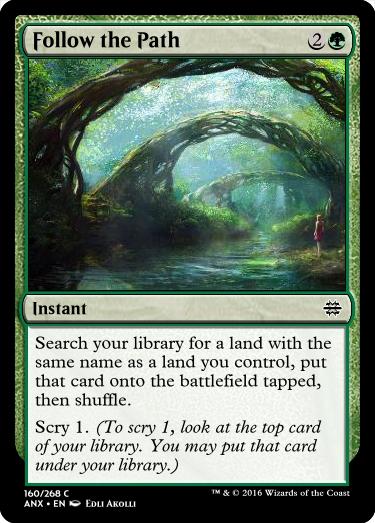 Follow the Path 2
Instant
Search your library for a land with the
same name as a land you control, put
that card onto the battlefield tapped,
then shuffle.
Scry 1. (To scry 1, look at the top card
of your library. You may put that card
under your library.)
160/268 C
ANX • EN Edli Akolli
™ & © 2016 Wizards of the Coast